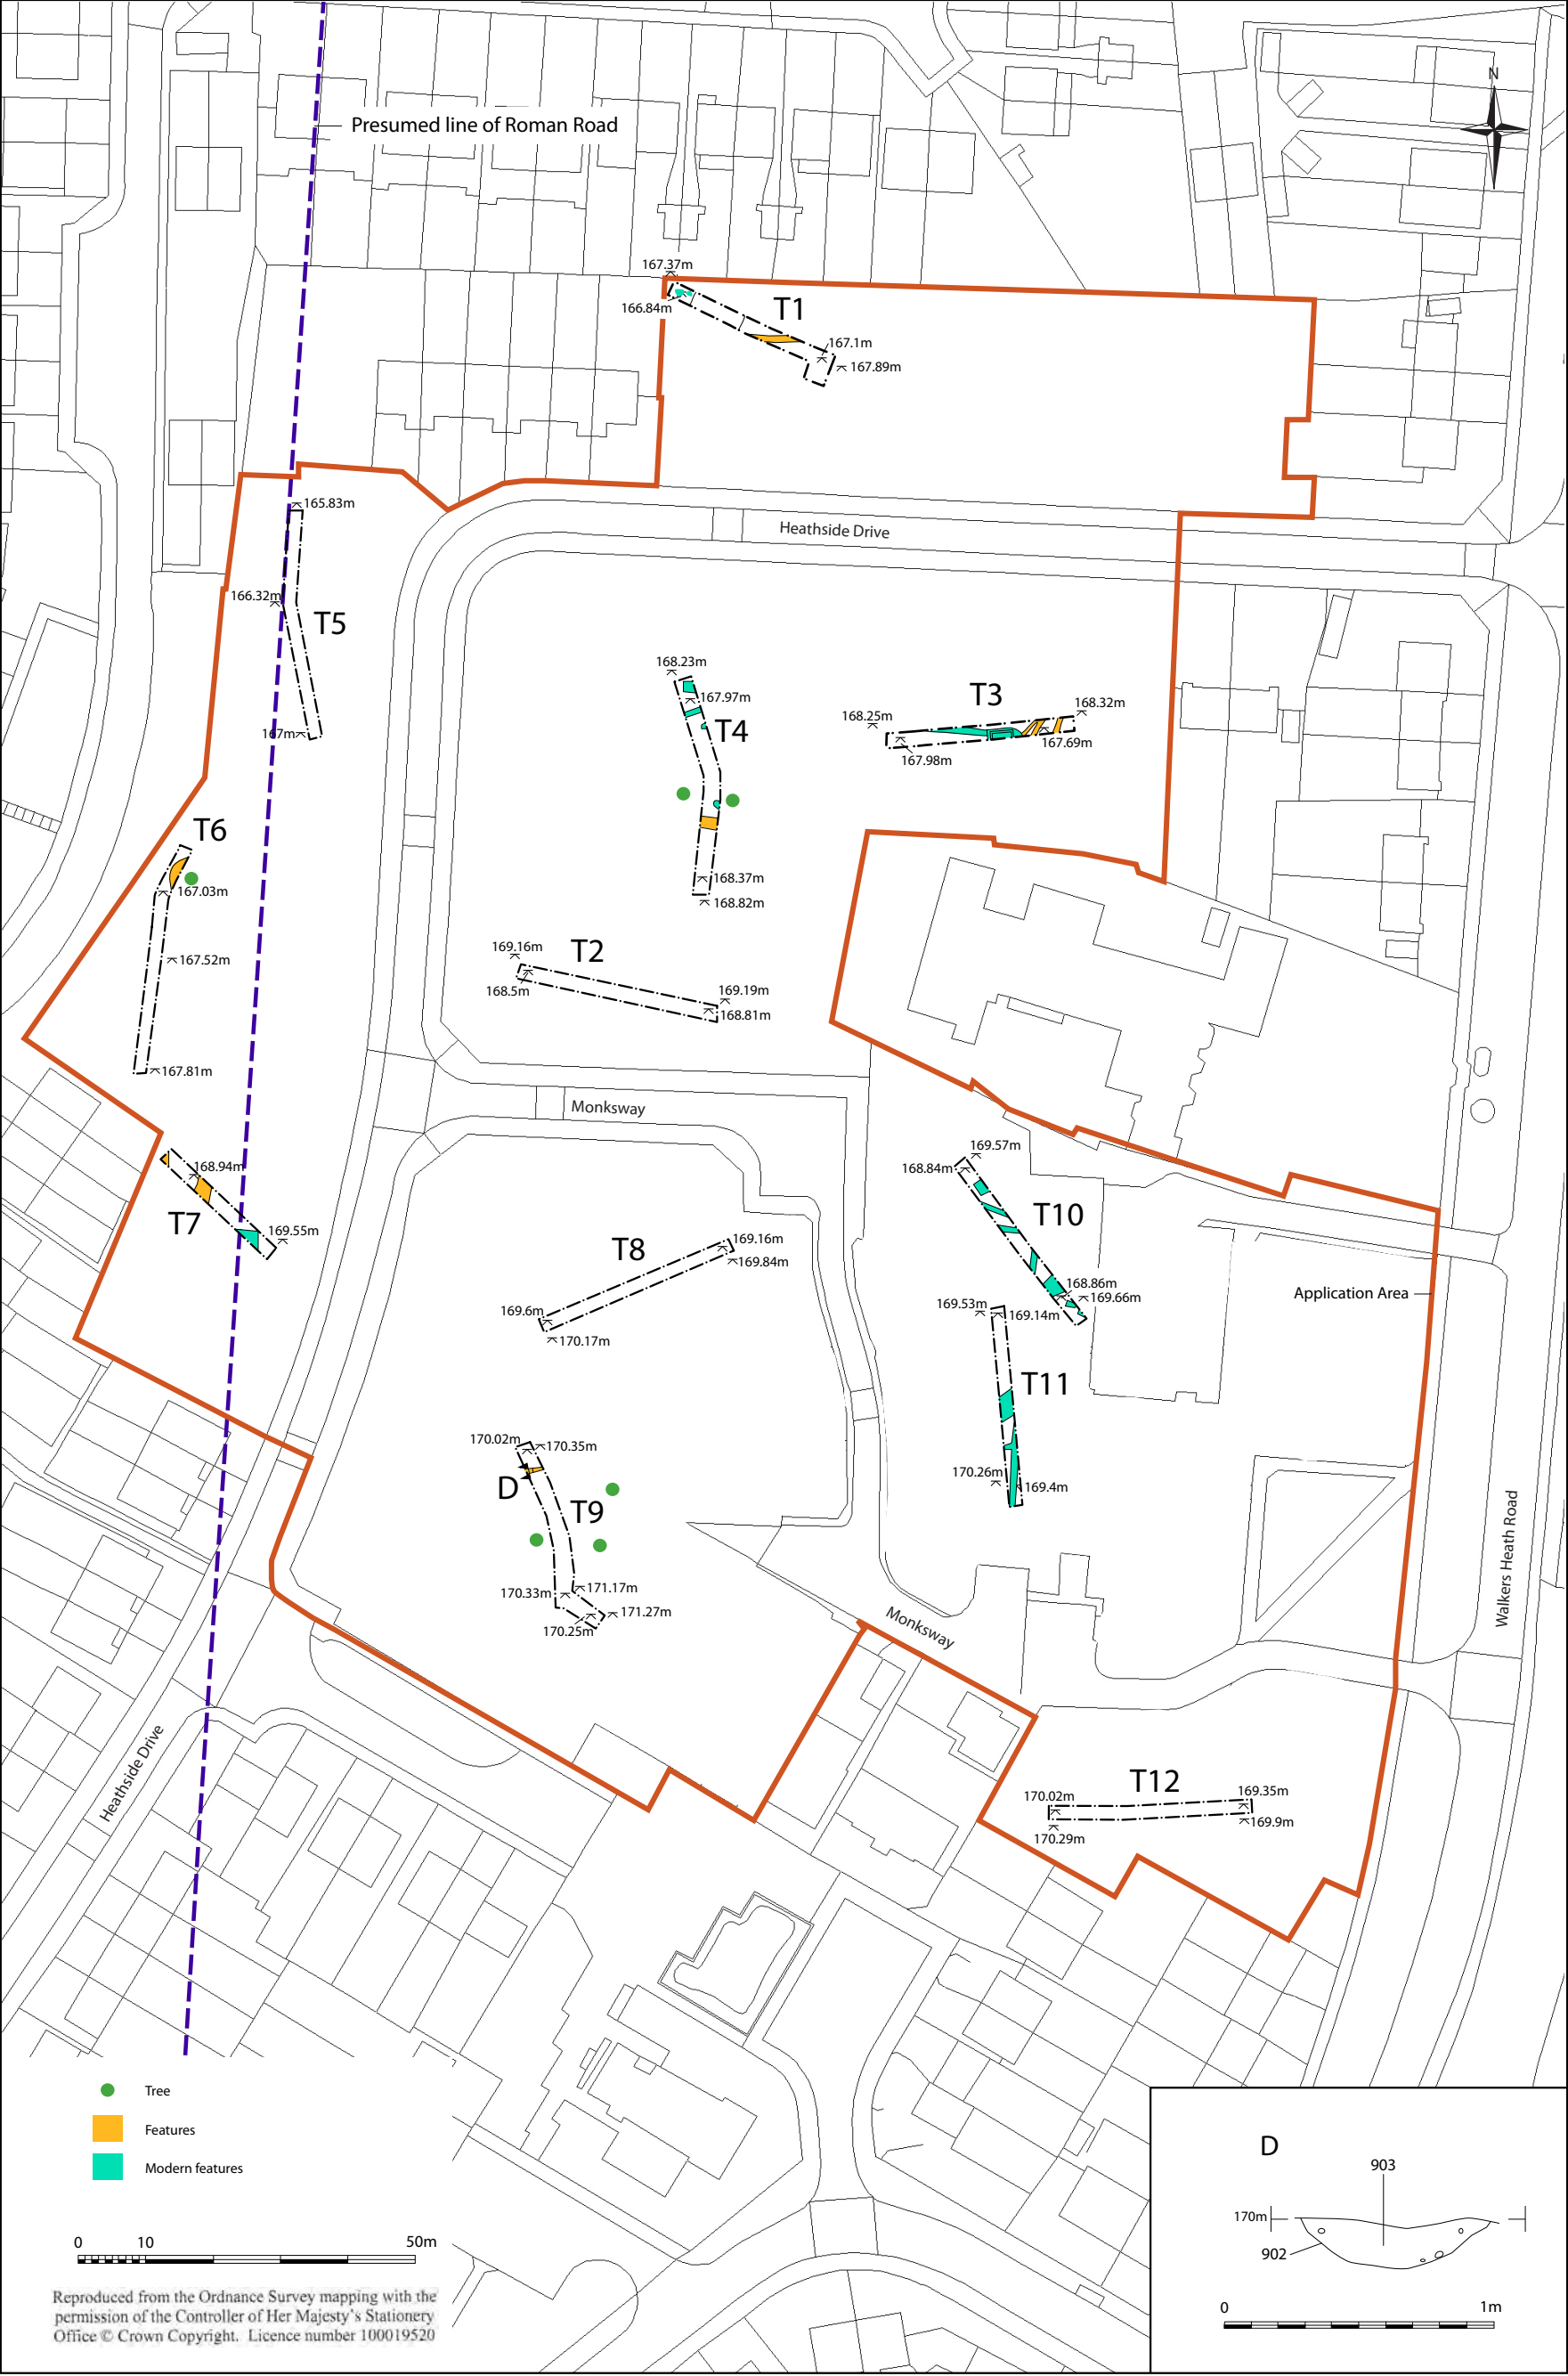 N
Presumed line of Roman Road
167.37m
166.84m
T1
167.1m
167.89m
165.83m
Heathside Drive
166.32m
T5
167m
168.23m
167.97m
T4
T3
168.25m
168.32m
167.69m
167.98m
T6
167.03m
168.37m
168.82m
167.52m
169.16m
T2
168.5m
169.19m
168.81m
167.81m
Monksway
168.94m
T7
169.55m
169.57m
168.84m
T10
T8
169.16m
169.84m
168.86m
169.66m
Application Area
169.6m
170.17m
169.53m
169.14m
T11
170.02m
170.35m
D
T9
170.26m
169.4m
170.33m
171.17m
171.27m
170.25m
Monksway
Walkers Heath Road
Heathside Drive
T12
170.02m
169.35m
170.29m
169.9m
Tree
Features
Modern features
0 10 50m
Reproduced from the Ordnance Survey mapping with the
permission of the Controller of Her Majesty's Stationery
Office © Crown Copyright. Licence number 100019520
D
903
170m
902
0 1m